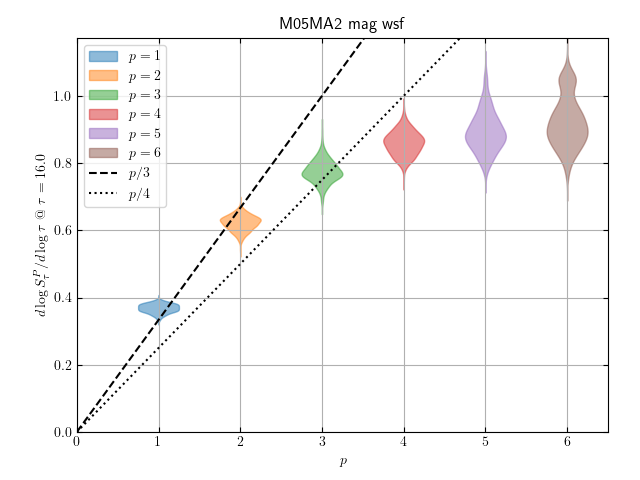 M05MA2 mag wsf
p = 1
p = 2
p = 3
p = 4
p = 5
p = 6
p/3
p/4
d log S_τ^P / d log τ @ τ = 16.0
1.0
0.8
0.6
0.4
0.2
0.0
0 1 2 3 4 5 6
p